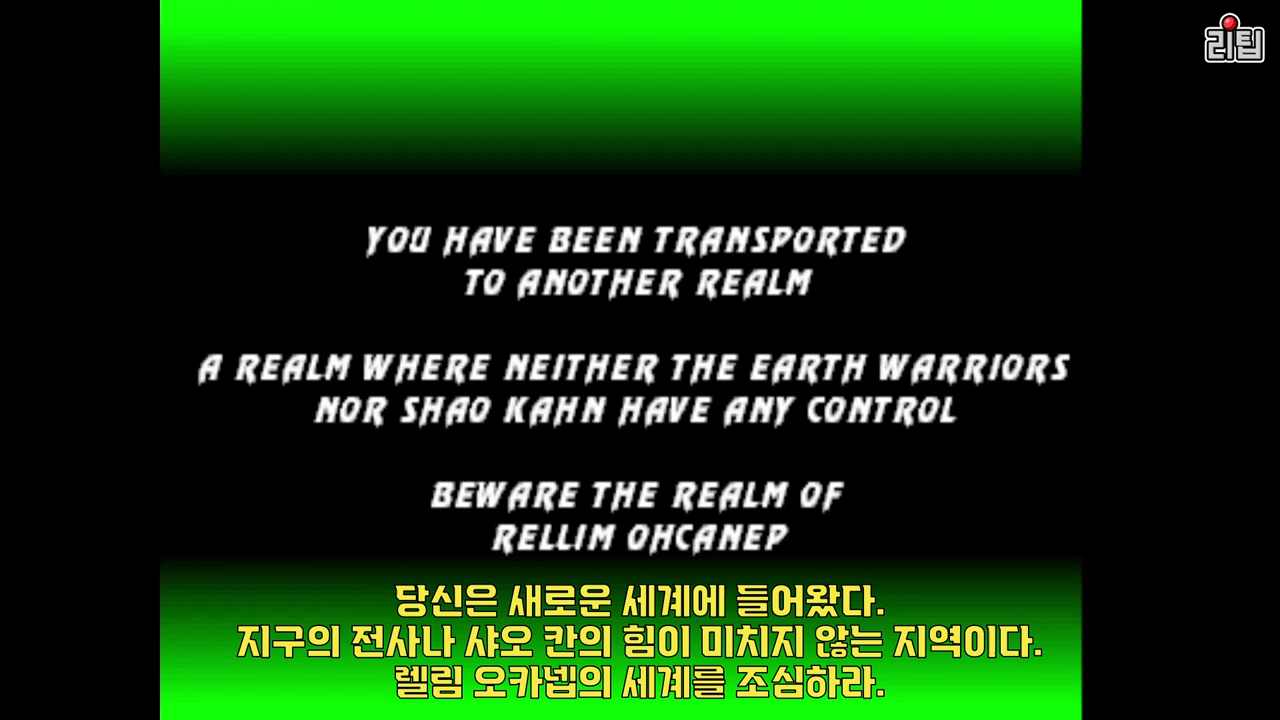 리팁
YOU HAVE BEEN TRANSPORTED
TO ANOTHER REALM
A REALM WHERE NEITHER THE EARTH WARRIORS
NOR SHAO KAHN HAVE ANY CONTROL
BEWARE THE REALM OF
RELLIM OHCANEP
당신은 새로운 세계에 들어왔다.
지구의 전사나 샤오 칸의 힘이 미치지 않는 지역이다.
렐림 오카넵의 세계를 조심하라.